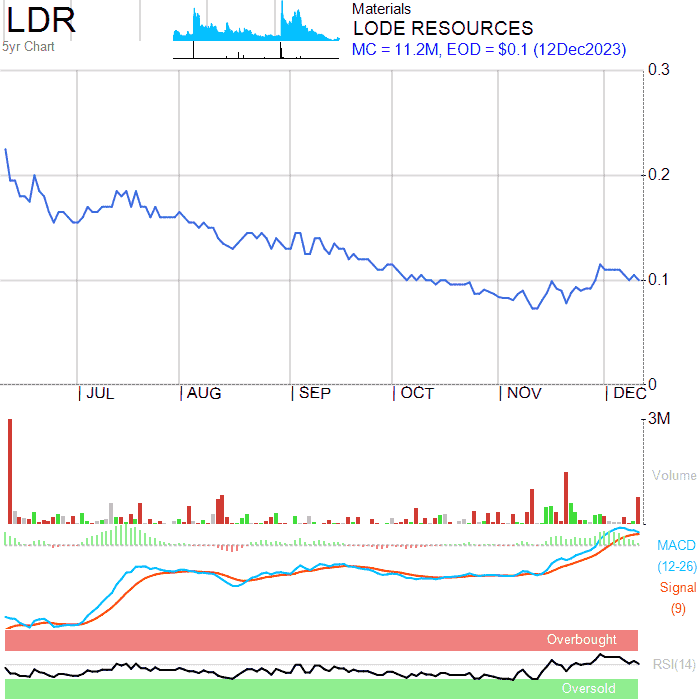 LDR
5yr Chart
Materials
LODE RESOURCES
MC = 11.2M, EOD = $0.1 (12Dec2023)
0.3
0.2
0.1
0
JUL AUG SEP OCT NOV DEC
3M
Volume
MACD
(12-26)
Signal
(9)
Overbought
RSI(14)
Oversold